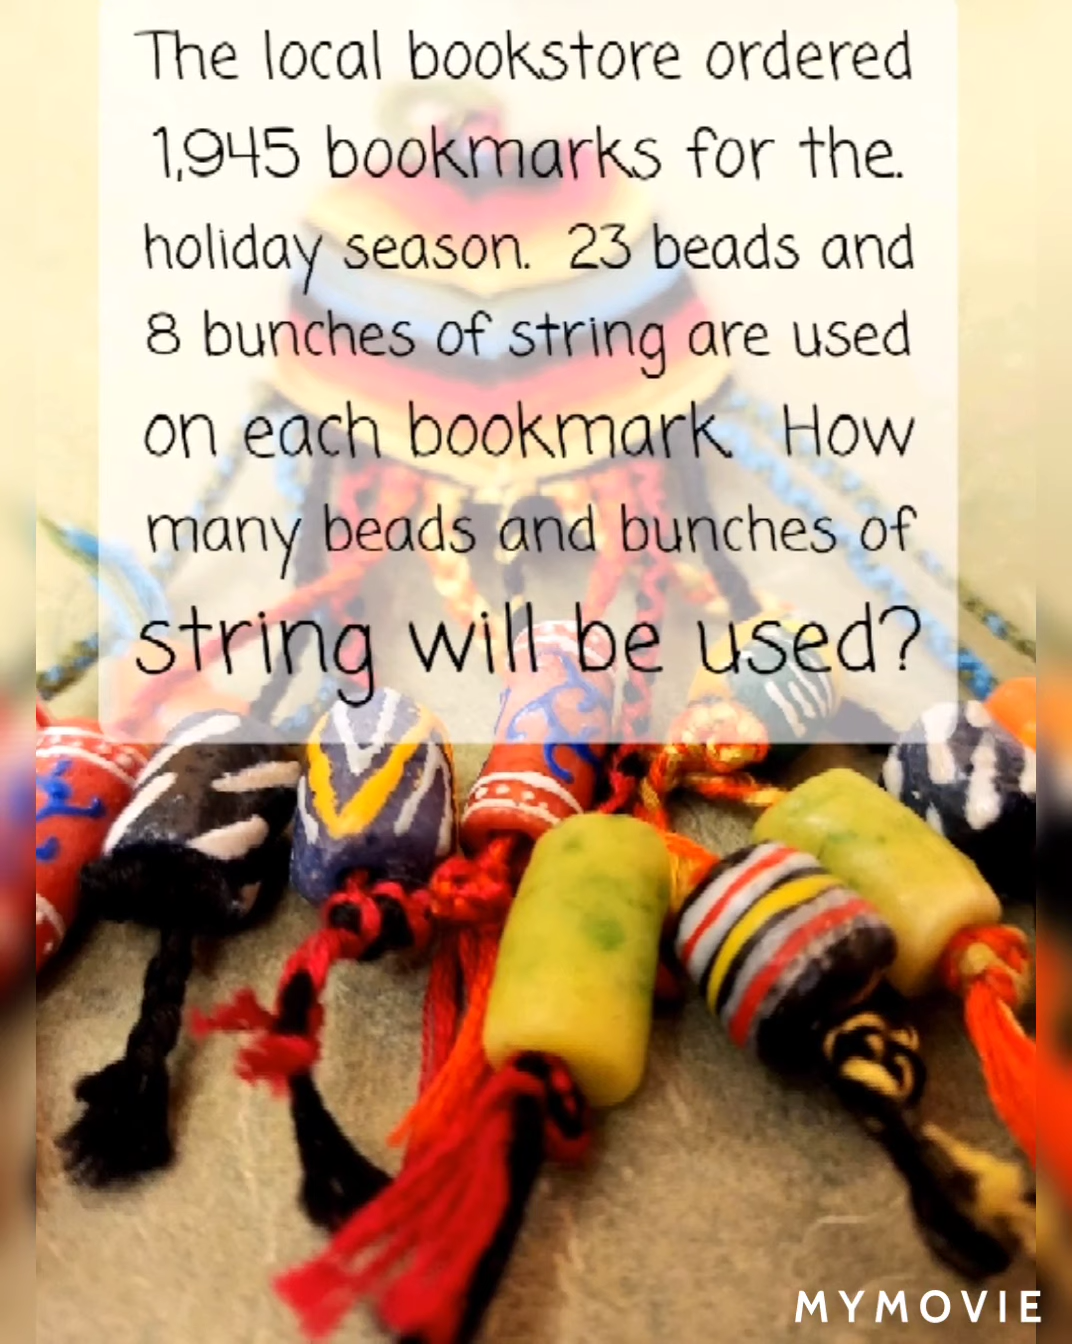 The local bookstore ordered
1,945 bookmarks for the.
holiday season. 23 beads and
8 bunches of string are used
on each bookmark. How
many beads and bunches of
string will be used?
MYMOVIE